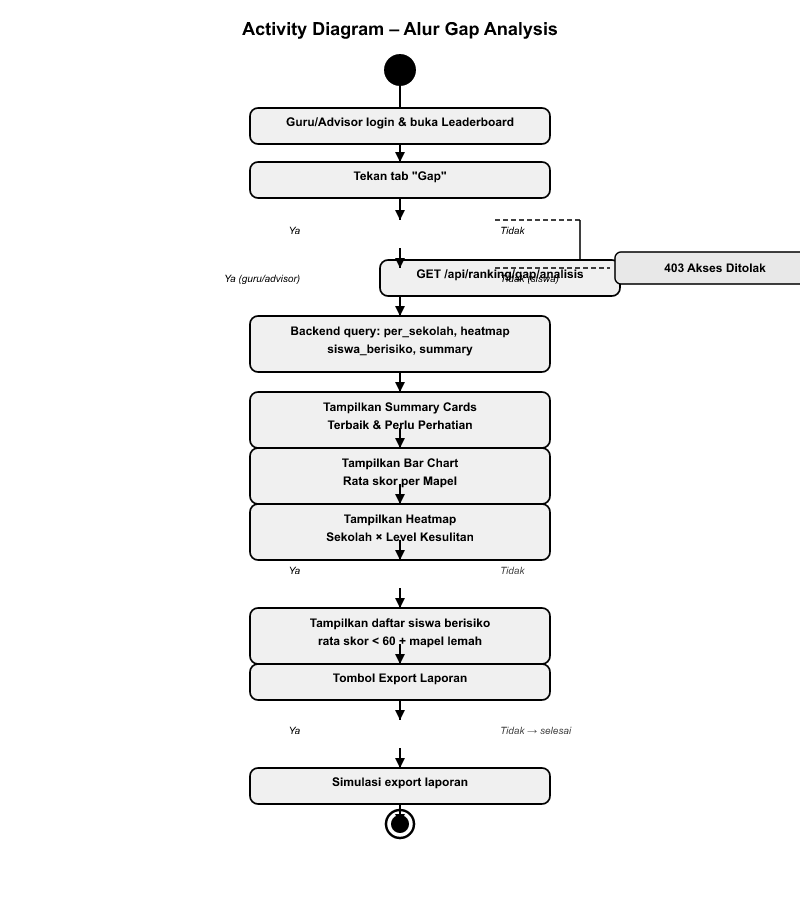 Activity Diagram – Alur Gap Analysis
Guru/Advisor login & buka Leaderboard
Tekan tab "Gap"
Ya
Tidak
GET /api/ranking/gap/analisis
403 Akses Ditolak
Ya (guru/advisor)
Tidak (siswa)
Backend query: per_sekolah, heatmap
siswa_berisiko, summary
Tampilkan Summary Cards
Terbaik & Perlu Perhatian
Tampilkan Bar Chart
Rata skor per Mapel
Tampilkan Heatmap
Sekolah × Level Kesulitan
Ya
Tidak
Tampilkan daftar siswa berisiko
rata skor < 60 + mapel lemah
Tombol Export Laporan
Ya
Tidak → selesai
Simulasi export laporan